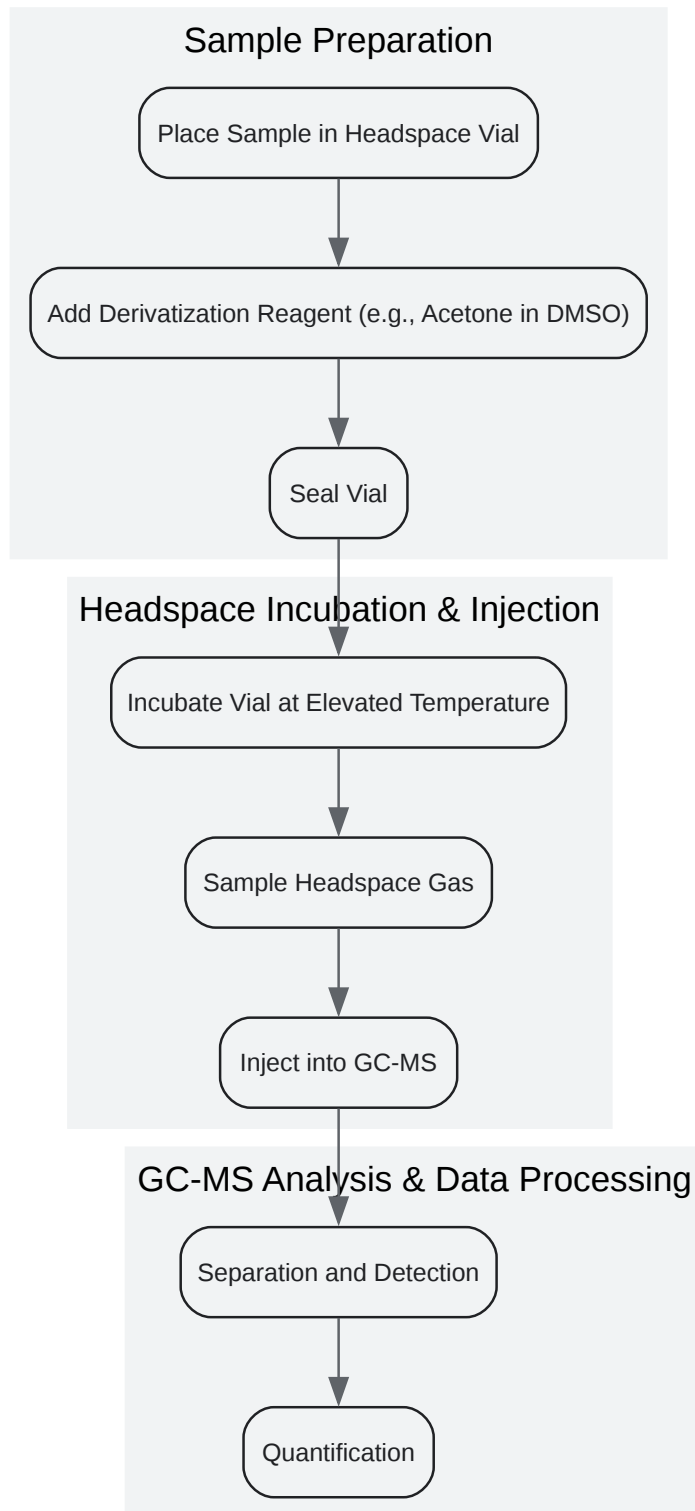 Sample Preparation
Place Sample in Headspace Vial
Add Derivatization Reagent (e.g., Acetone in DMSO)
Seal Vial
Headspace Incubation & Injection
Incubate Vial at Elevated Temperature
Sample Headspace Gas
Inject into GC-MS
GC-MS Analysis & Data Processing
Separation and Detection
Quantification